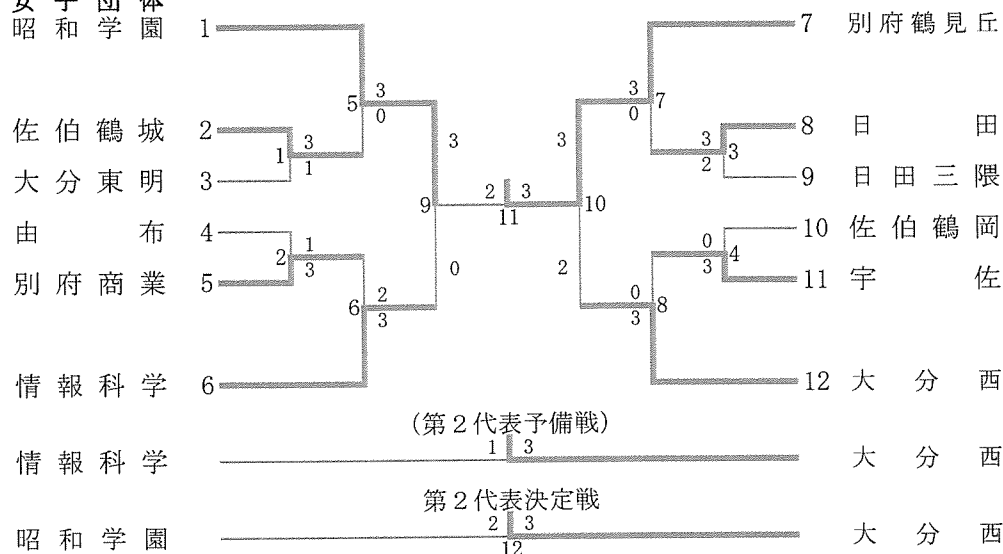 女子団体
昭和学園 1
7 別府鶴見丘
3
5
0
3
7
0
佐伯鶴城 2
3
1
1
大分東明 3
3
3
8 日田
3
3
2
9 日田三隈
9
2 3
11
10
由布 4
1
2
3
別府商業 5
0
2
10 佐伯鶴岡
0
4
3
11 宇佐
2
6
3
0
8
3
情報科学 6
12 大分西
(第2代表予備戦)
1 3
情報科学
大分西
第2代表決定戦
2 3
昭和学園
12
大分西